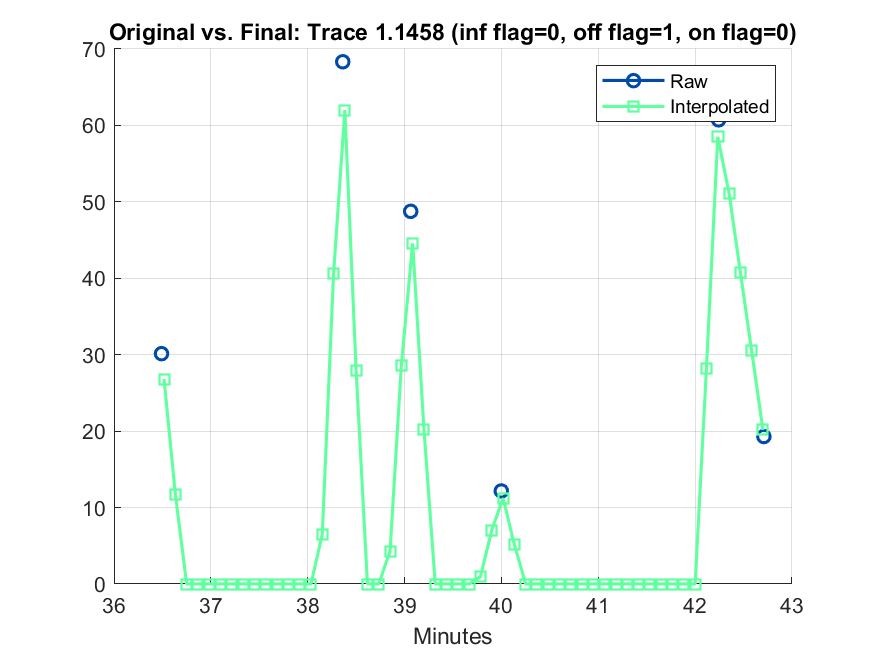 Original vs. Final: Trace 1.1458 (inf flag=0, off flag=1, on flag=0)
70
60
50
40
30
20
10
0
Raw
Interpolated
36 37 38 39 40 41 42 43
Minutes